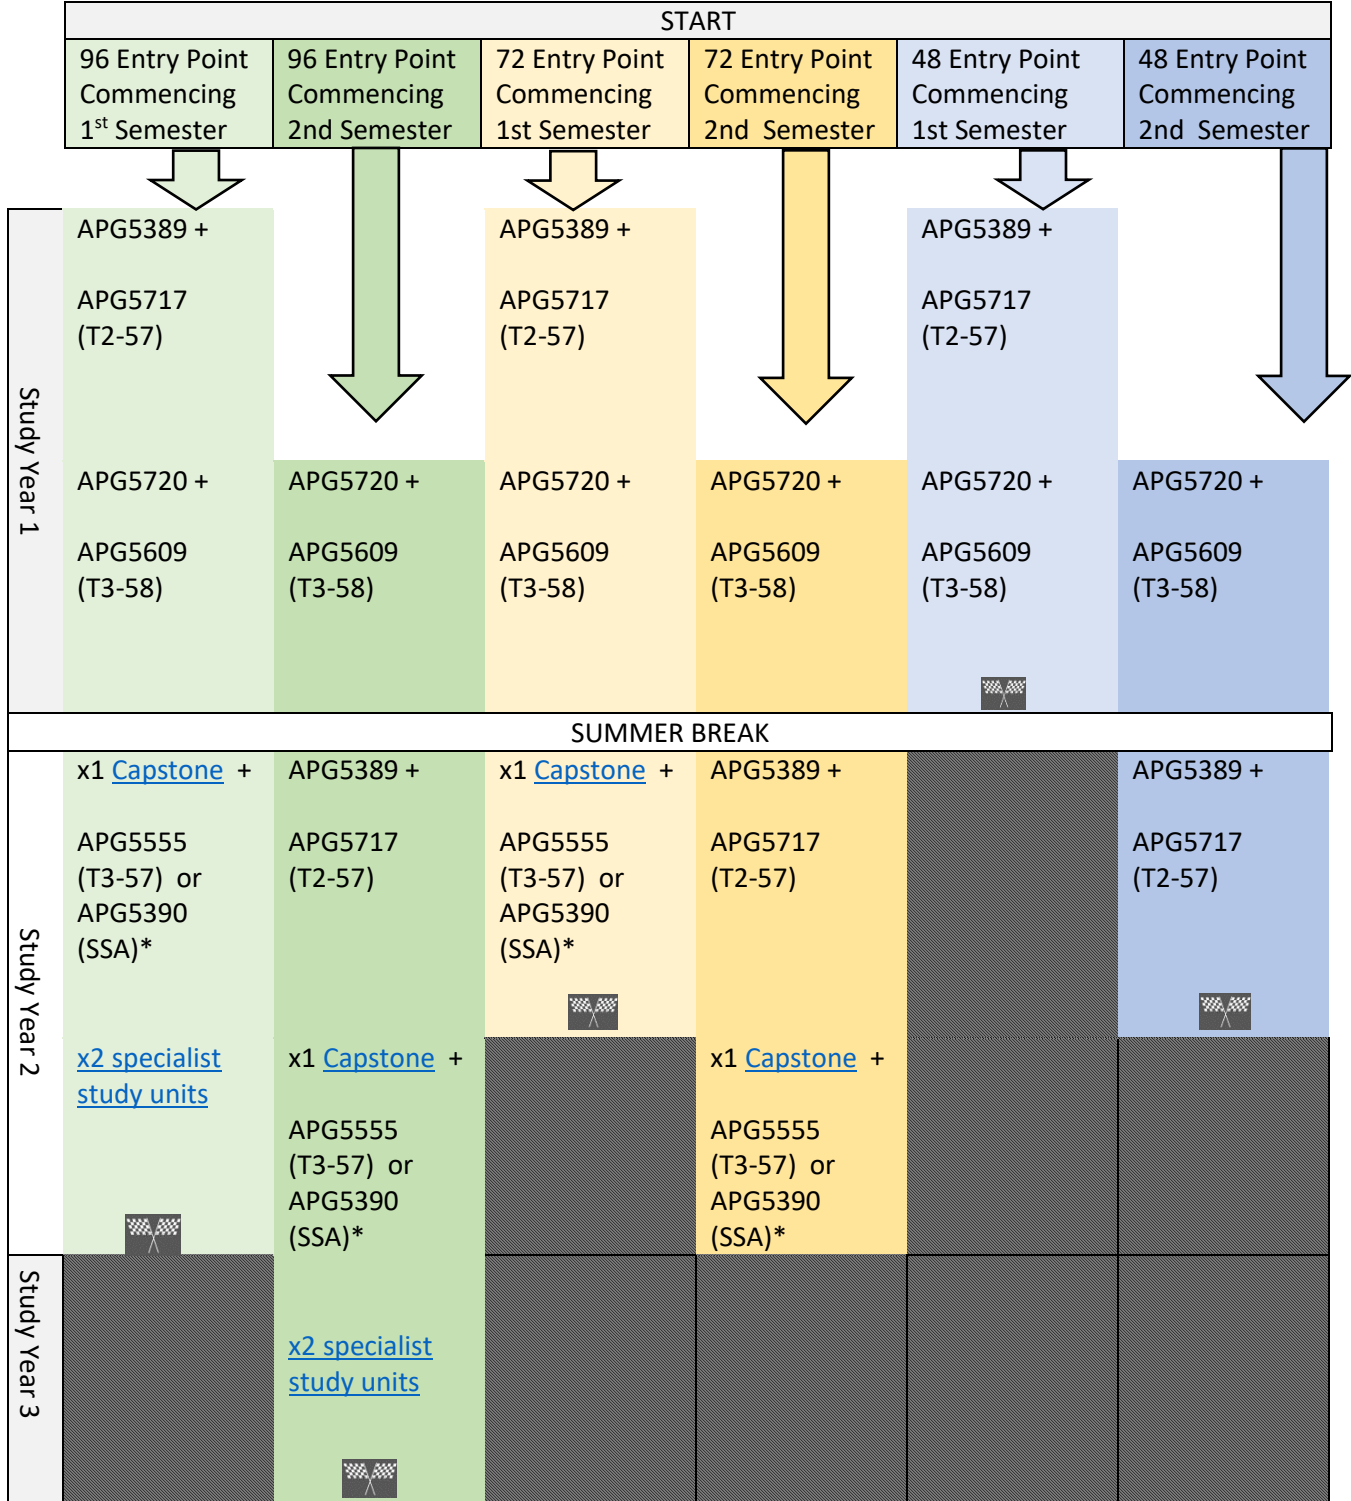 START
96 Entry Point
Commencing
1st Semester
96 Entry Point
Commencing
2nd Semester
72 Entry Point
Commencing
1st Semester
72 Entry Point
Commencing
2nd  Semester
48 Entry Point
Commencing
1st Semester
48 Entry Point
Commencing
2nd  Semester
Study Year 1
APG5389 +
APG5717
(T2-57)
APG5389 +
APG5717
(T2-57)
APG5389 +
APG5717
(T2-57)
APG5720 +
APG5609
(T3-58)
APG5720 +
APG5609
(T3-58)
APG5720 +
APG5609
(T3-58)
APG5720 +
APG5609
(T3-58)
APG5720 +
APG5609
(T3-58)
APG5720 +
APG5609
(T3-58)
SUMMER BREAK
Study Year 2
x1 Capstone  +
APG5555
(T3-57)  or
APG5390
(SSA)*
APG5389 +
APG5717
(T2-57)
x1 Capstone  +
APG5555
(T3-57)  or
APG5390
(SSA)*
APG5389 +
APG5717
(T2-57)
APG5389 +
APG5717
(T2-57)
x2 specialist
study units
x1 Capstone  +
APG5555
(T3-57)  or
APG5390
(SSA)*
x1 Capstone  +
APG5555
(T3-57)  or
APG5390
(SSA)*
Study Year 3
x2 specialist
study units